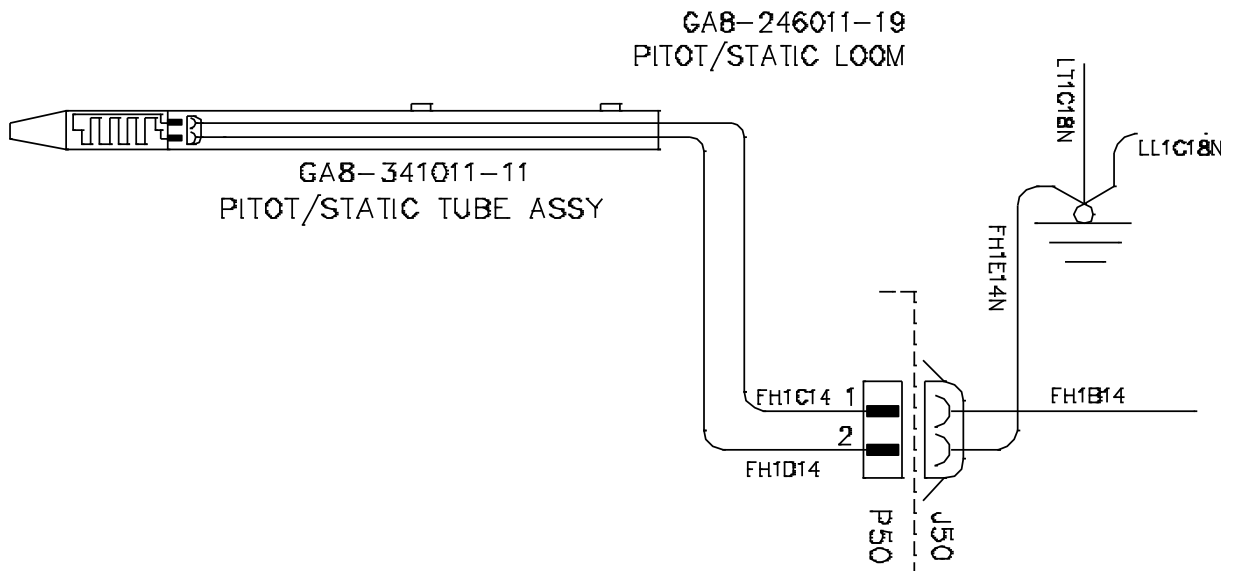 GA8-246011-19
PITOT/STATIC LOOM
LT1C18N
LL1C18N
GA8-341011-11
PITOT/STATIC TUBE ASSY
FH1E14N
FH1C14 1
FH1B14
2
FH1D14
P50
J50